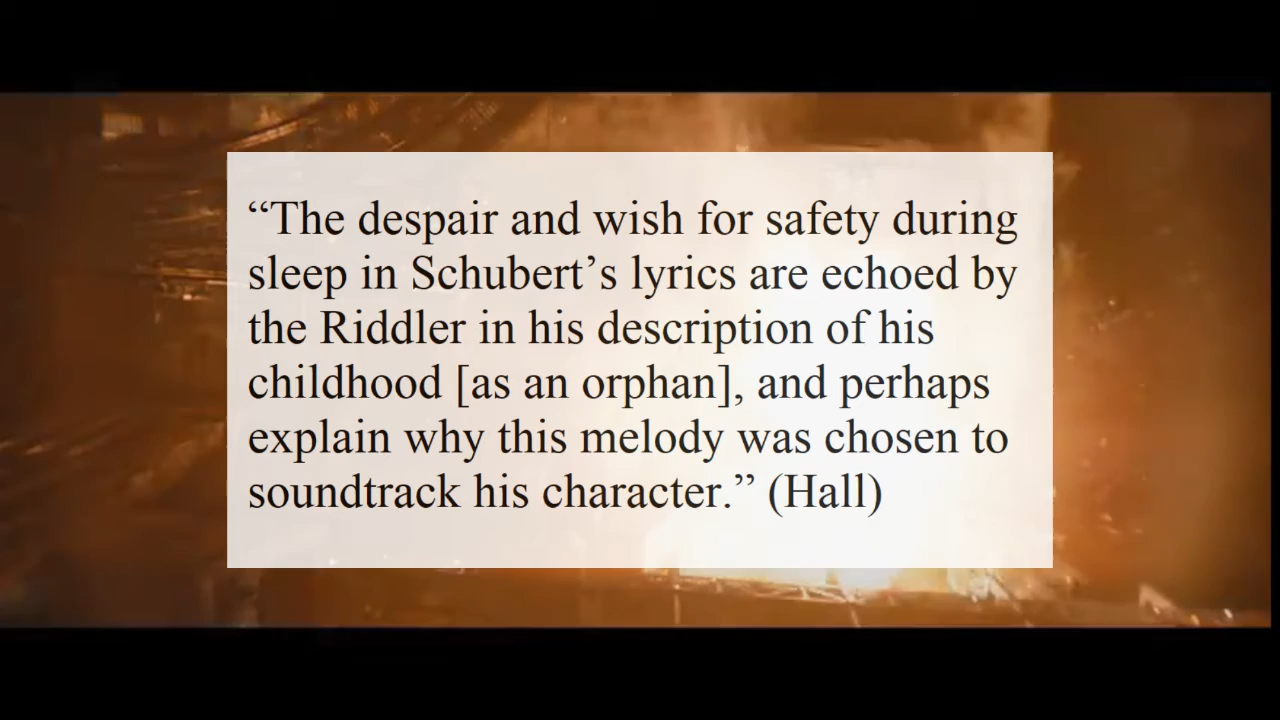 “The despair and wish for safety during
sleep in Schubert’s lyrics are echoed by
the Riddler in his description of his
childhood [as an orphan], and perhaps
explain why this melody was chosen to
soundtrack his character.” (Hall)